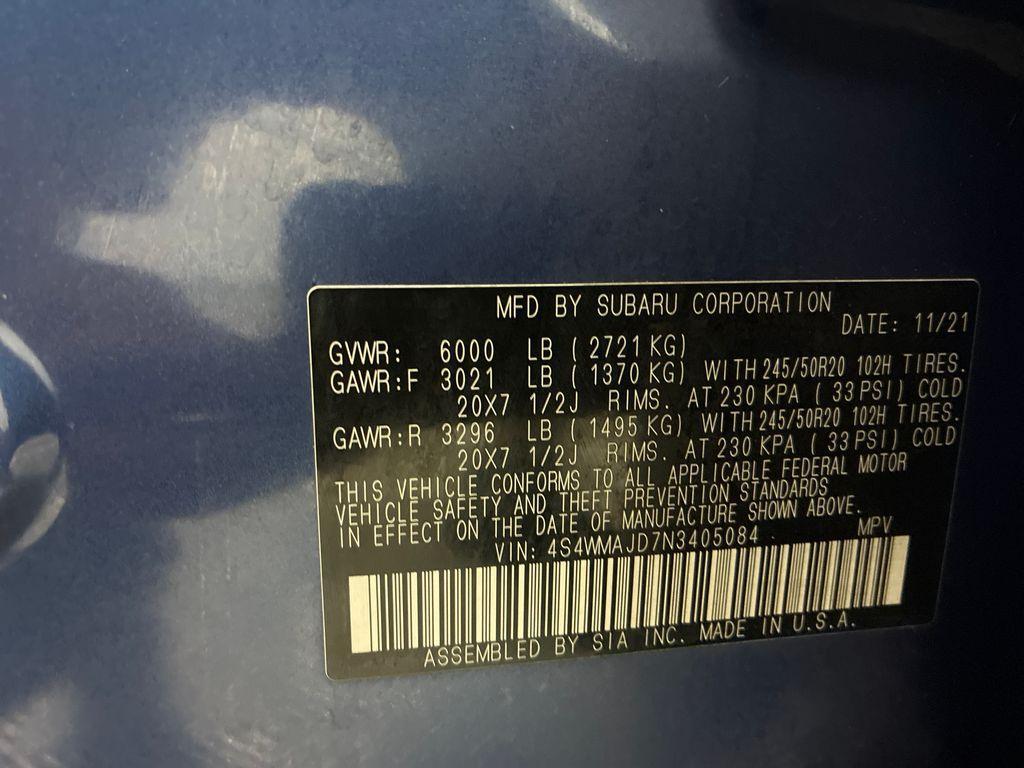 MFD BY SUBARU CORPORATION
DATE: 11/21
GVWR: 6000 LB ( 2721 KG)
GAWR:F 3021 LB ( 1370 KG) WITH 245/50R20 102H TIRES.
20X7 1/2J RIMS. AT 230 KPA ( 33 PSI) COLD
GAWR:R 3296 LB ( 1495 KG) WITH 245/50R20 102H TIRES.
20X7 1/2J RIMS. AT 230 KPA ( 33 PSI) COLD
THIS VEHICLE CONFORMS TO ALL APPLICABLE FEDERAL MOTOR
VEHICLE SAFETY AND THEFT PREVENTION STANDARDS
IN EFFECT ON THE DATE OF MANUFACTURE SHOWN ABOVE.
VIN: 4S4WMAJD7N3405084 MPV
ASSEMBLED BY SIA INC. MADE IN U.S.A.